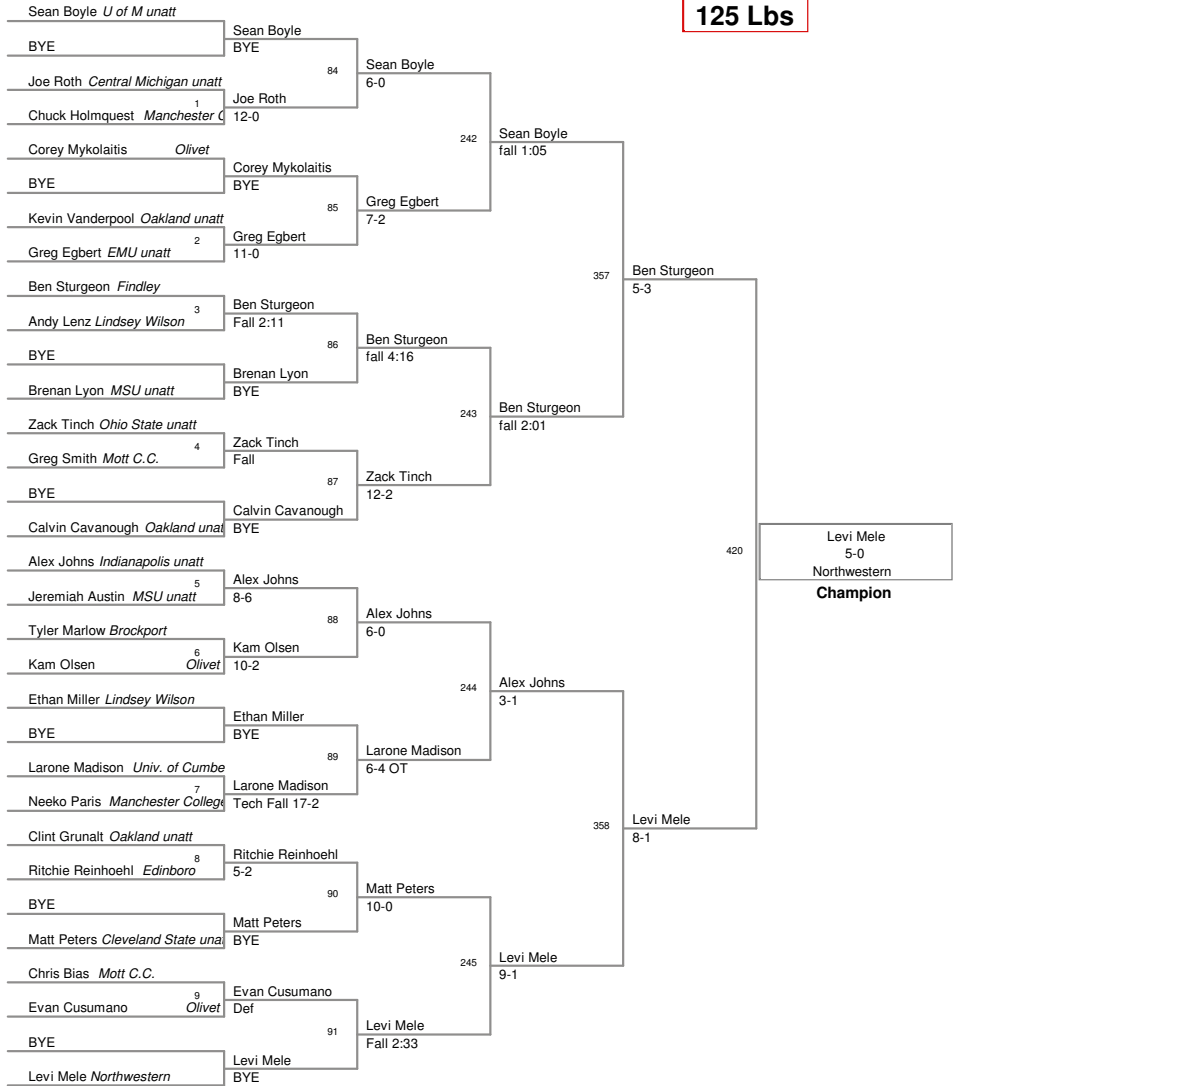 125 Lbs
Sean Boyle U of M unatt
BYE
Joe Roth Central Michigan unatt
1
Chuck Holmquest Manchester
Corey Mykolaitis Olivet
BYE
Kevin Vanderpool Oakland unatt
2
Greg Egbert EMU unatt
Ben Sturgeon Findley
3
Andy Lenz Lindsey Wilson
BYE
Brenan Lyon MSU unatt
Zack Tinch Ohio State unatt
4
Greg Smith Mott C.C.
BYE
Calvin Cavanough Oakland unat
Alex Johns Indianapolis unatt
5
Jeremiah Austin MSU unatt
Tyler Marlow Brockport
6
Kam Olsen Olivet
Ethan Miller Lindsey Wilson
BYE
Larone Madison Univ. of Cumbe
7
Neeko Paris Manchester College
Clint Grunalt Oakland unatt
8
Ritchie Reinhoehl Edinboro
BYE
Matt Peters Cleveland State una
Chris Bias Mott C.C.
9
Evan Cusumano Olivet
BYE
Levi Mele Northwestern
Sean Boyle
BYE
84
Joe Roth
12-0
Corey Mykolaitis
BYE
85
Greg Egbert
11-0
Ben Sturgeon
Fall 2:11
86
Brenan Lyon
BYE
Zack Tinch
Fall
87
Calvin Cavanough
BYE
Alex Johns
8-6
88
Kam Olsen
10-2
Ethan Miller
BYE
89
Larone Madison
Tech Fall 17-2
Ritchie Reinhoehl
5-2
90
Matt Peters
BYE
Evan Cusumano
Def
91
Levi Mele
BYE
Sean Boyle
6-0
242
Greg Egbert
7-2
Ben Sturgeon
fall 4:16
243
Zack Tinch
12-2
Alex Johns
6-0
244
Larone Madison
6-4 OT
Matt Peters
10-0
245
Levi Mele
Fall 2:33
Sean Boyle
fall 1:05
357
Ben Sturgeon
fall 2:01
Alex Johns
3-1
358
Levi Mele
9-1
Ben Sturgeon
5-3
420
Levi Mele
8-1
Levi Mele
5-0
Northwestern
Champion